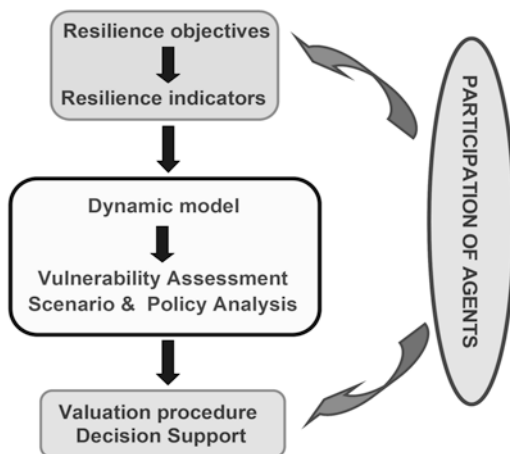 Resilience objectives
Resilience indicators
Dynamic model
Vulnerability Assessment
Scenario & Policy Analysis
Valuation procedure
Decision Support
PARTICIPATION OF AGENTS